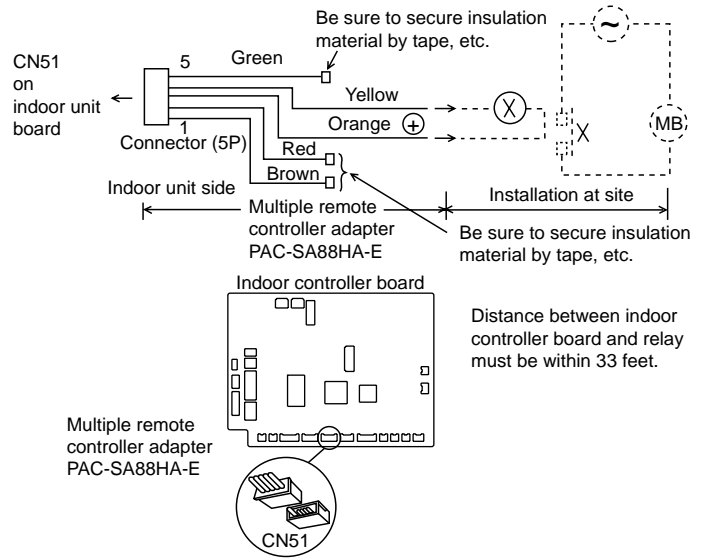 Be sure to secure insulation
material by tape, etc.
CN51
on
indoor unit
board
5
Green
Yellow
Orange +
1
Connector (5P)
Red
Brown
X
X
MB
~
Indoor unit side
Installation at site
Multiple remote
controller adapter
PAC-SA88HA-E
Be sure to secure insulation
material by tape, etc.
Indoor controller board
Distance between indoor
controller board and relay
must be within 33 feet.
Multiple remote
controller adapter
PAC-SA88HA-E
CN51